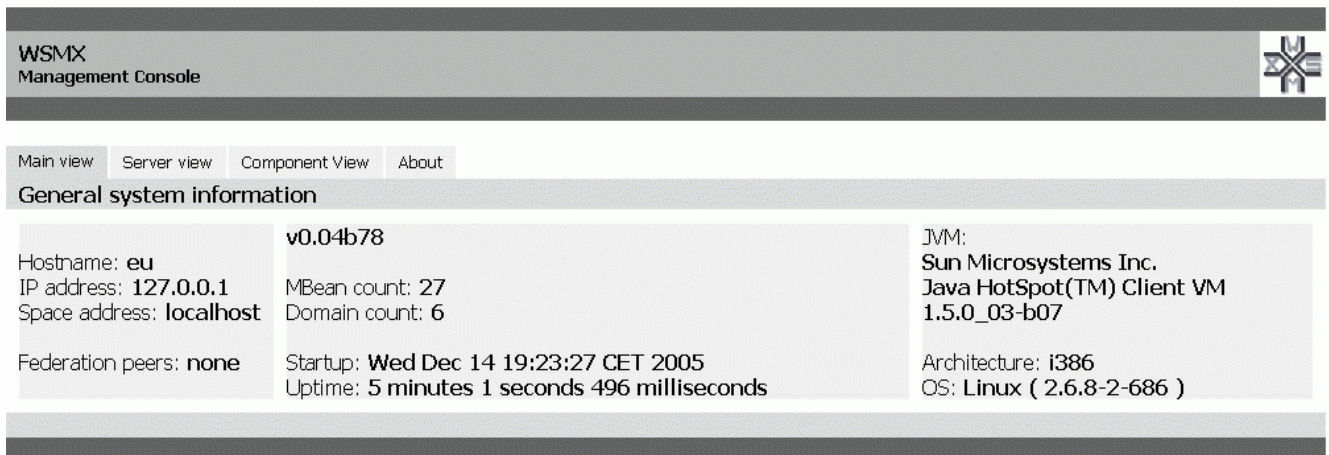 WSMX
Management Console
W
X S
M
Main view Server view Component View About
General system information
Hostname: eu
IP address: 127.0.0.1
Space address: localhost
Federation peers: none
v0.04b78
MBean count: 27
Domain count: 6
Startup: Wed Dec 14 19:23:27 CET 2005
Uptime: 5 minutes 1 seconds 496 milliseconds
JVM:
Sun Microsystems Inc.
Java HotSpot(TM) Client VM
1.5.0_03-b07
Architecture: i386
OS: Linux ( 2.6.8-2-686 )